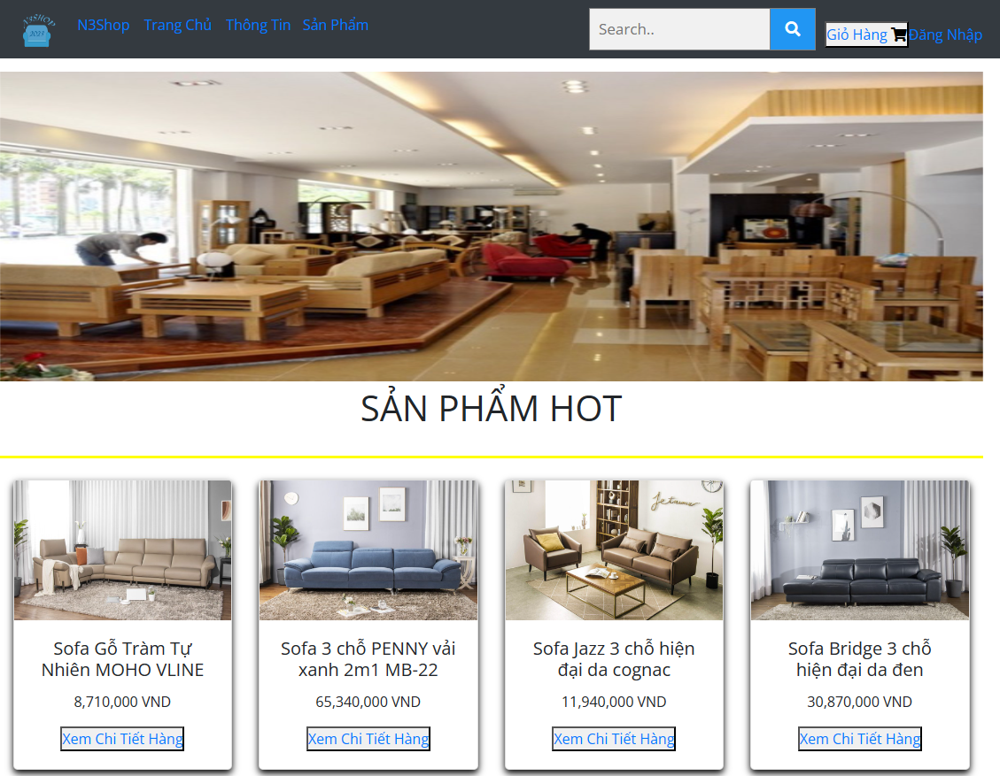 N3SHOP
2023
N3Shop Trang Chủ Thông Tin Sản Phẩm
Search..
Giỏ Hàng Đăng Nhập
SẢN PHẨM HOT
Je t'aime
Sofa Gỗ Tràm Tự
Nhiên MOHO VLINE
8,710,000 VND
Xem Chi Tiết Hàng
Sofa 3 chỗ PENNY vải
xanh 2m1 MB-22
65,340,000 VND
Xem Chi Tiết Hàng
Sofa Jazz 3 chỗ hiện
đại da cognac
11,940,000 VND
Xem Chi Tiết Hàng
Sofa Bridge 3 chỗ
hiện đại da đen
30,870,000 VND
Xem Chi Tiết Hàng